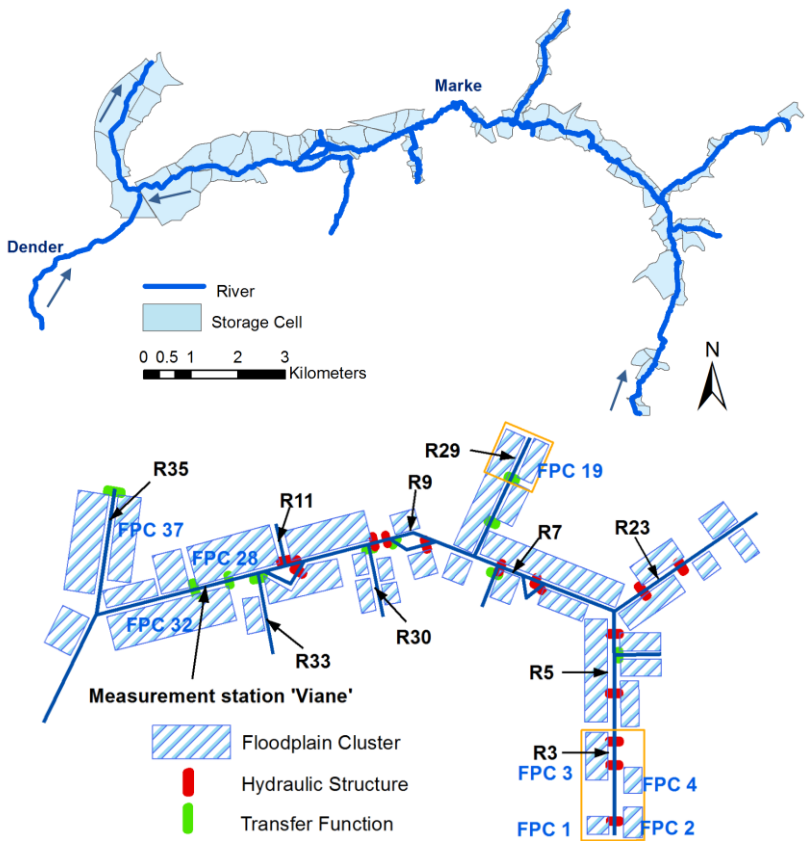 Marke
Dender
River
Storage Cell
0 0.5 1 2 3
Kilometers
N
R29
FPC 19
R35
R9
R11
FPC 37
R7
R23
FPC 28
FPC 32
R30
R33
R5
Measurement station 'Viane'
R3
Floodplain Cluster
FPC 3
FPC 4
Hydraulic Structure
FPC 1
FPC 2
Transfer Function